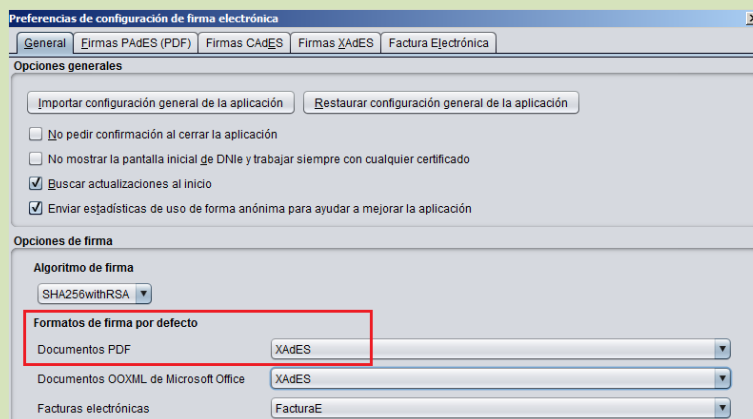 Preferencias de configuración de firma electrónica
General Firmas PAdES (PDF) Firmas CAdES Firmas XAdES Factura Electrónica
Opciones generales
Importar configuración general de la aplicación Restaurar configuración general de la aplicación
No pedir confirmación al cerrar la aplicación
No mostrar la pantalla inicial de DNIe y trabajar siempre con cualquier certificado
Buscar actualizaciones al inicio
Enviar estadísticas de uso de forma anónima para ayudar a mejorar la aplicación
Opciones de firma
Algoritmo de firma
SHA256withRSA
Formatos de firma por defecto
Documentos PDF XAdES
Documentos OOXML de Microsoft Office XAdES
Facturas electrónicas FacturaE